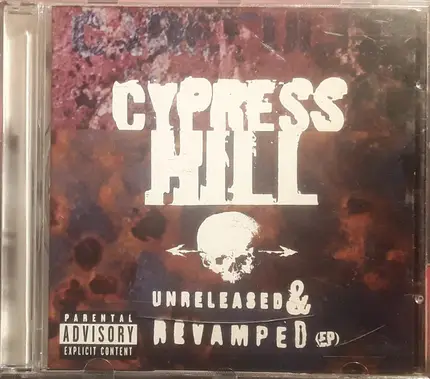 CYPRESS
HILL
UNRELEASED &
REVAMPED (EP)
PARENTAL
ADVISORY
EXPLICIT CONTENT